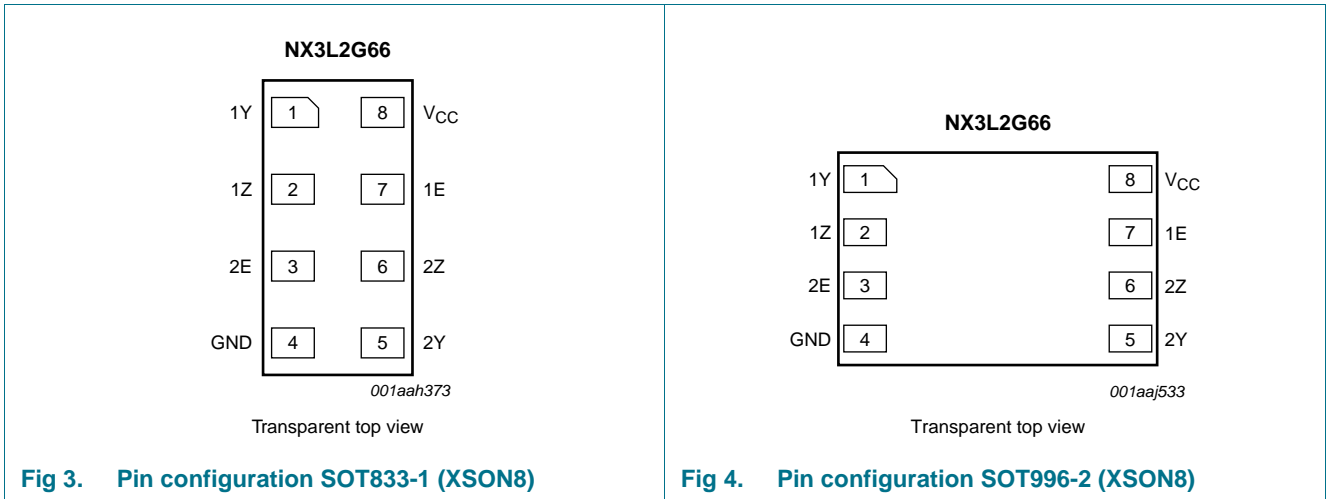 NX3L2G66
1Y 1 8 VCC
1Z 2 7 1E
2E 3 6 2Z
GND 4 5 2Y
001aah373
Transparent top view
Fig 3. Pin configuration SOT833-1 (XSON8)
NX3L2G66
1Y 1 8 VCC
1Z 2 7 1E
2E 3 6 2Z
GND 4 5 2Y
001aaj533
Transparent top view
Fig 4. Pin configuration SOT996-2 (XSON8)